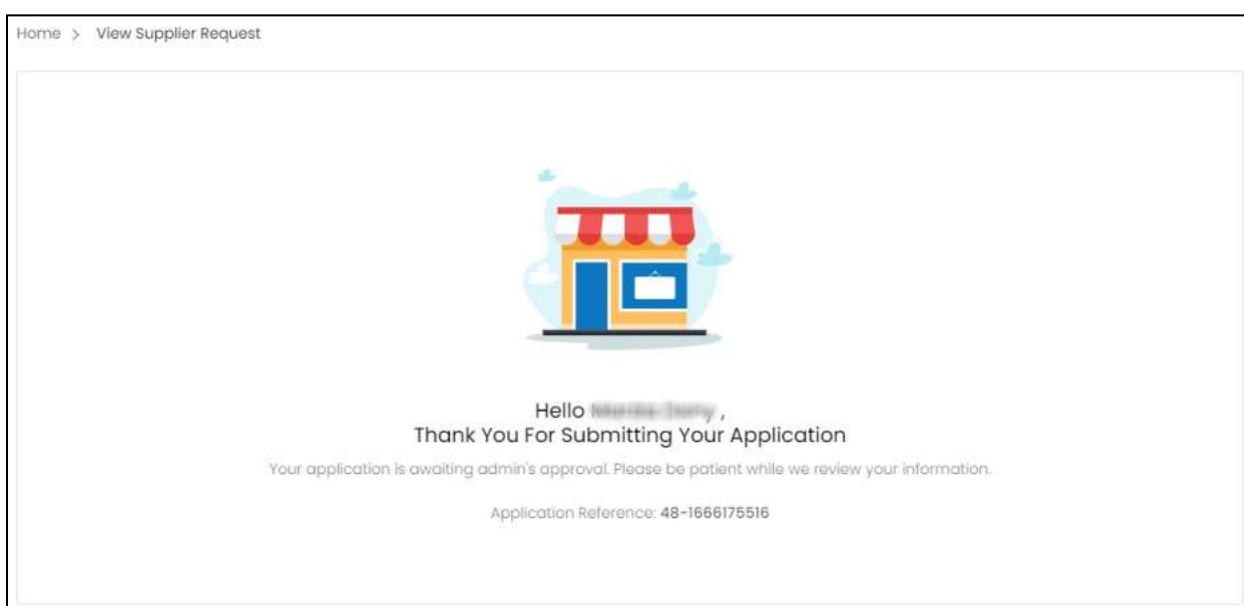 Home > View Supplier Request
Hello ,
Thank You For Submitting Your Application
Your application is awaiting admin's approval. Please be patient while we review your information.
Application Reference: 48-1666175516